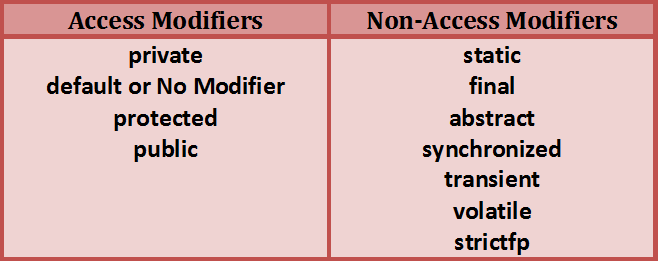 Access Modifiers
Non-Access Modifiers
private
static
default or No Modifier
final
protected
abstract
public
synchronized
transient
volatile
strictfp